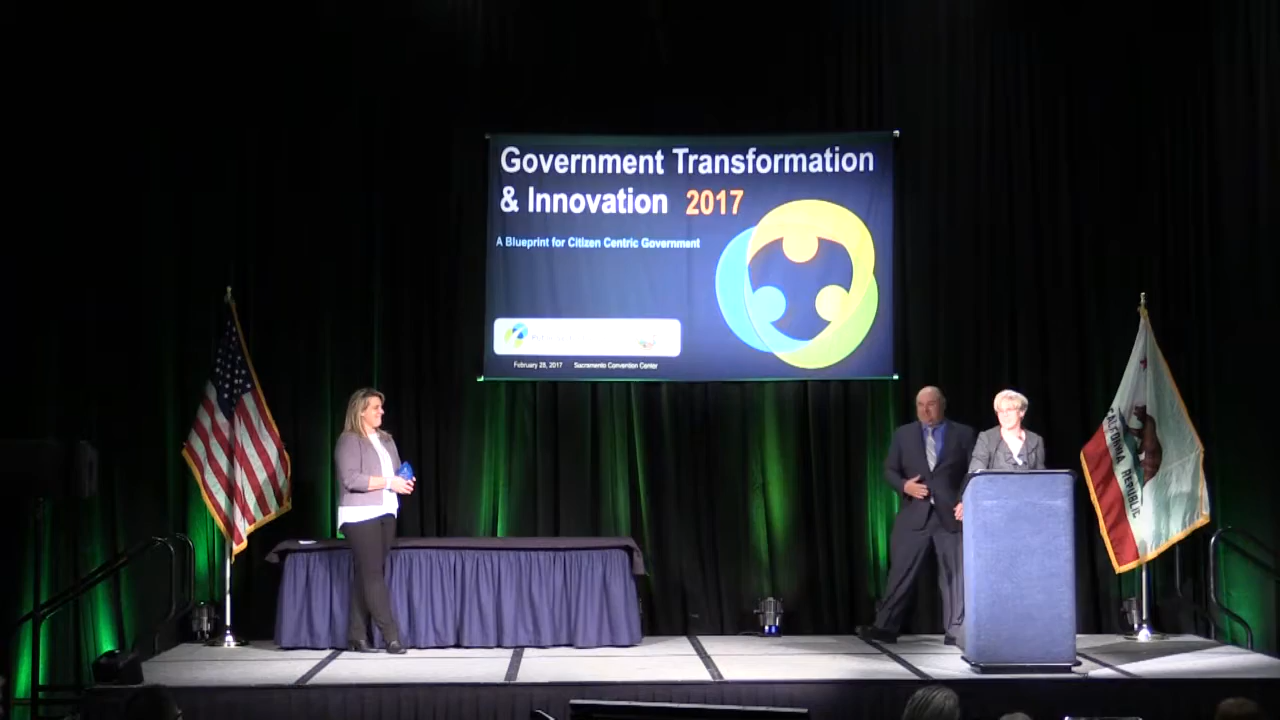 Government Transformation
& Innovation 2017
A Blueprint for Citizen Centric Government
February 28, 2017 Sacramento Convention Center
CALIFORNIA REPUBLIC